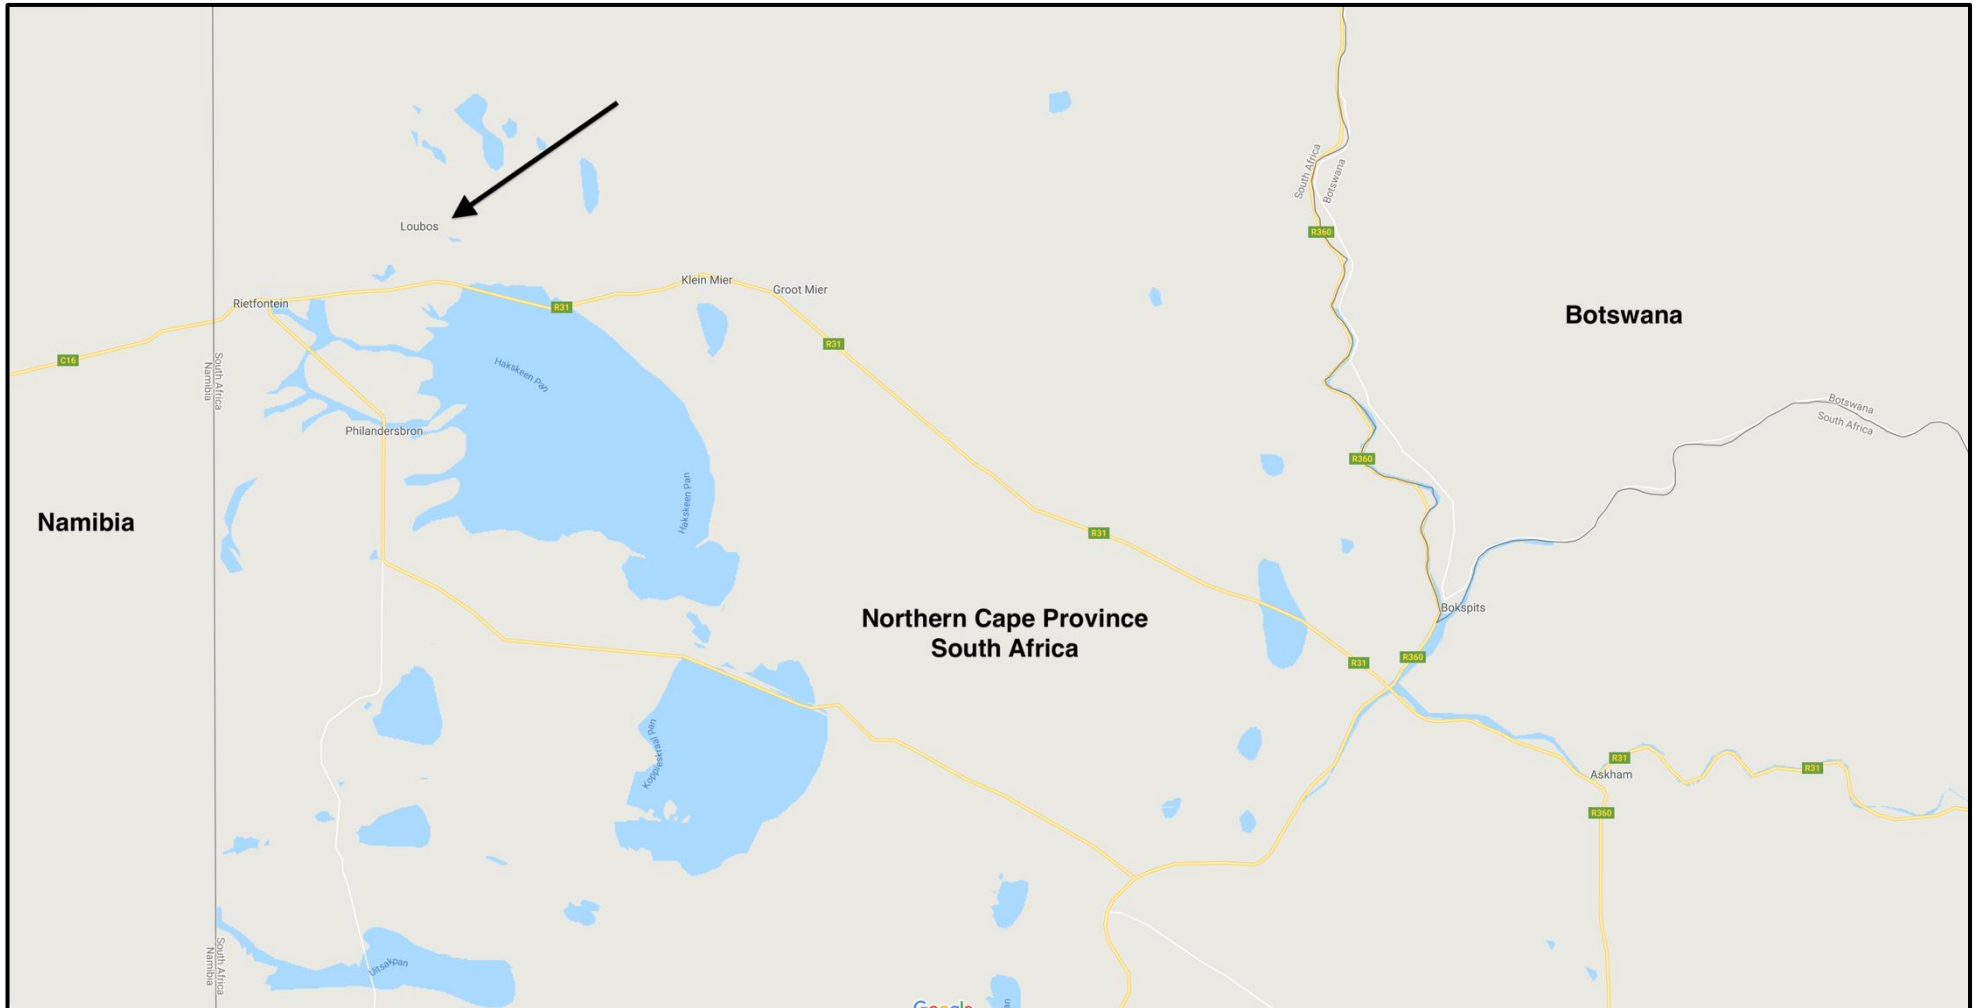 South Africa
Botswana
Loubos
R360
Klein Mier
Groot Mier
Rietfontein
R31
Botswana
R31
C16
South Africa
Namibia
Hakskeen Pan
Botswana
South Africa
Philandersbron
R360
Hakskeen Pan
Namibia
R31
Bokspits
Northern Cape Province
South Africa
R31
R360
Koppieskraal Pan
R31
R31
Askham
R360
South Africa
Namibia
Uitsakpan
Google